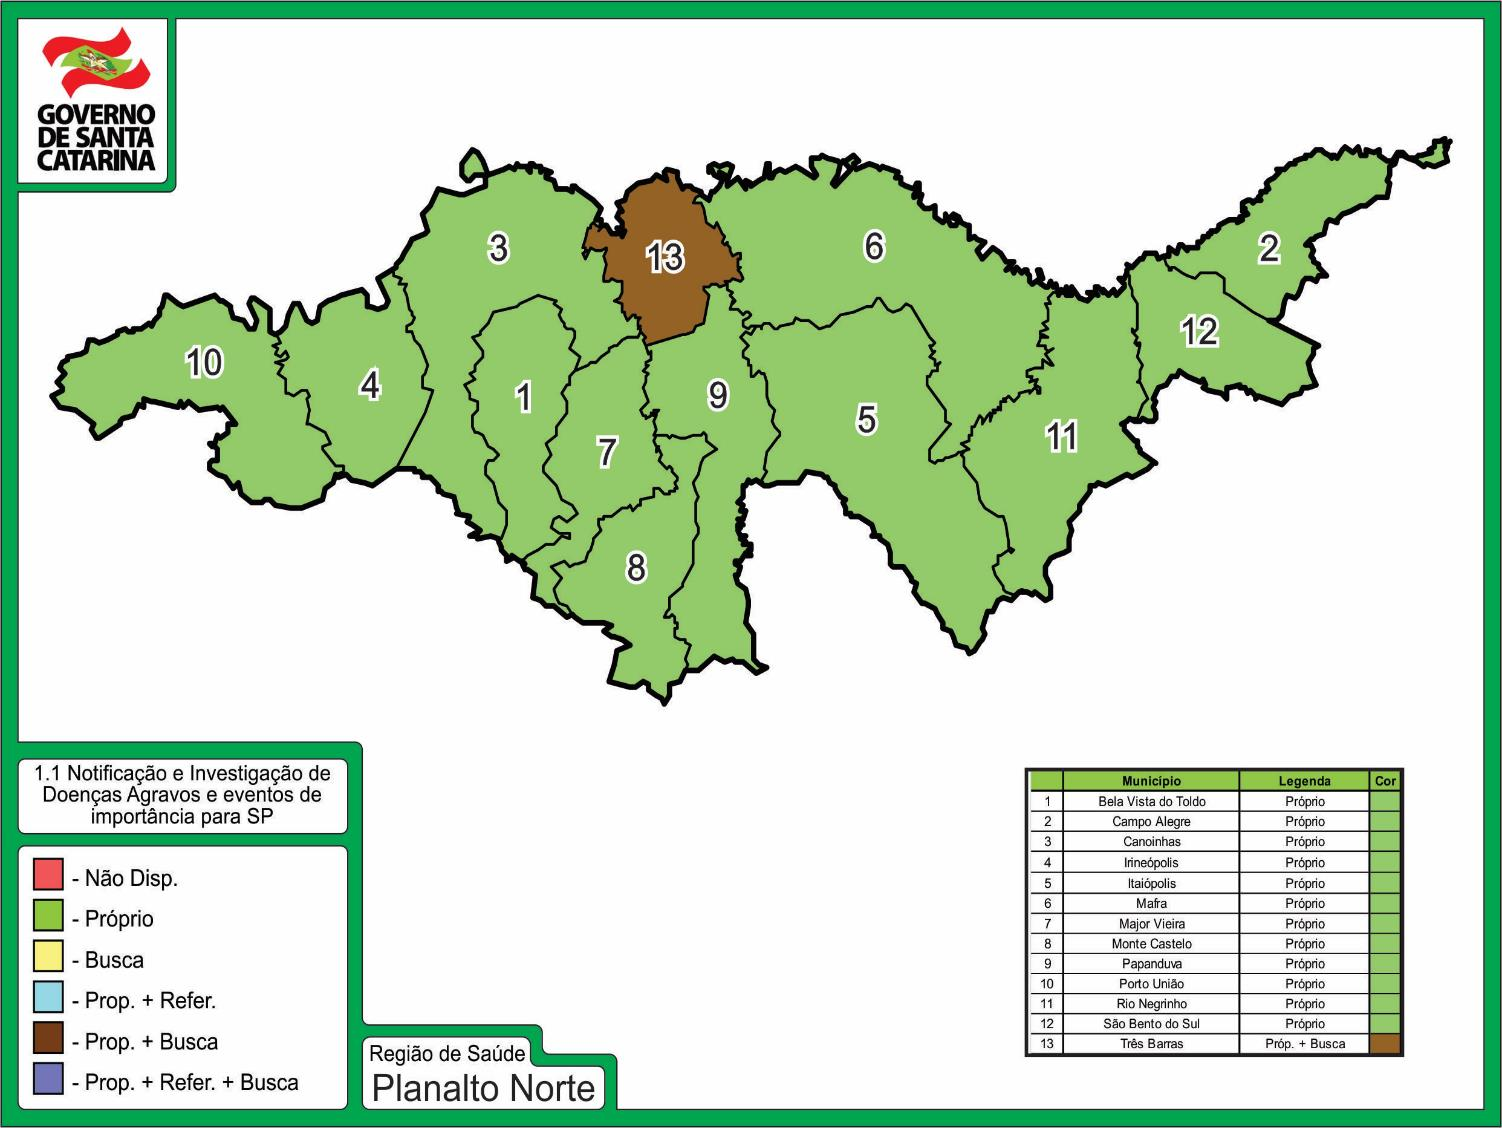 GOVERNO
DE SANTA
CATARINA
3
13
6
2
12
10
4
1
9
5
11
7
8
1.1 Notificação e Investigação de
Doenças Agravos e eventos de
importância para SP
- Não Disp.
- Próprio
- Busca
- Prop. + Refer.
- Prop. + Busca
- Prop. + Refer. + Busca
Região de Saúde
Planalto Norte
Município Legenda Cor
1 Bela Vista do Toldo Próprio
2 Campo Alegre Próprio
3 Canoinhas Próprio
4 Irineópolis Próprio
5 Itaiópolis Próprio
6 Mafra Próprio
7 Major Vieira Próprio
8 Monte Castelo Próprio
9 Papanduva Próprio
10 Porto União Próprio
11 Rio Negrinho Próprio
12 São Bento do Sul Próprio
13 Três Barras Próp. + Busca